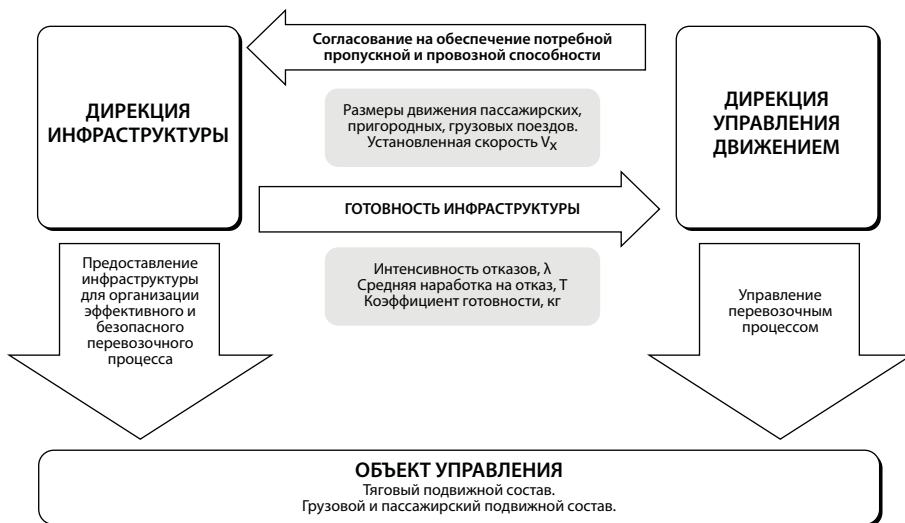 Согласование на обеспечение потребной
пропускной и провозной способности
ДИРЕКЦИЯ
ИНФРАСТРУКТУРЫ
Размеры движения пассажирских,
пригородных, грузовых поездов.
Установленная скорость Vx
ДИРЕКЦИЯ
УПРАВЛЕНИЯ
ДВИЖЕНИЕМ
ГОТОВНОСТЬ ИНФРАСТРУКТУРЫ
Интенсивность отказов, λ
Средняя наработка на отказ, Т
Коэффициент готовности, кг
Предоставление
инфраструктуры
для организации
эффективного и
безопасного
перевозочного
процесса
Управление
перевозочным
процессом
ОБЪЕКТ УПРАВЛЕНИЯ
Тяговый подвижной состав.
Грузовой и пассажирский подвижной состав.